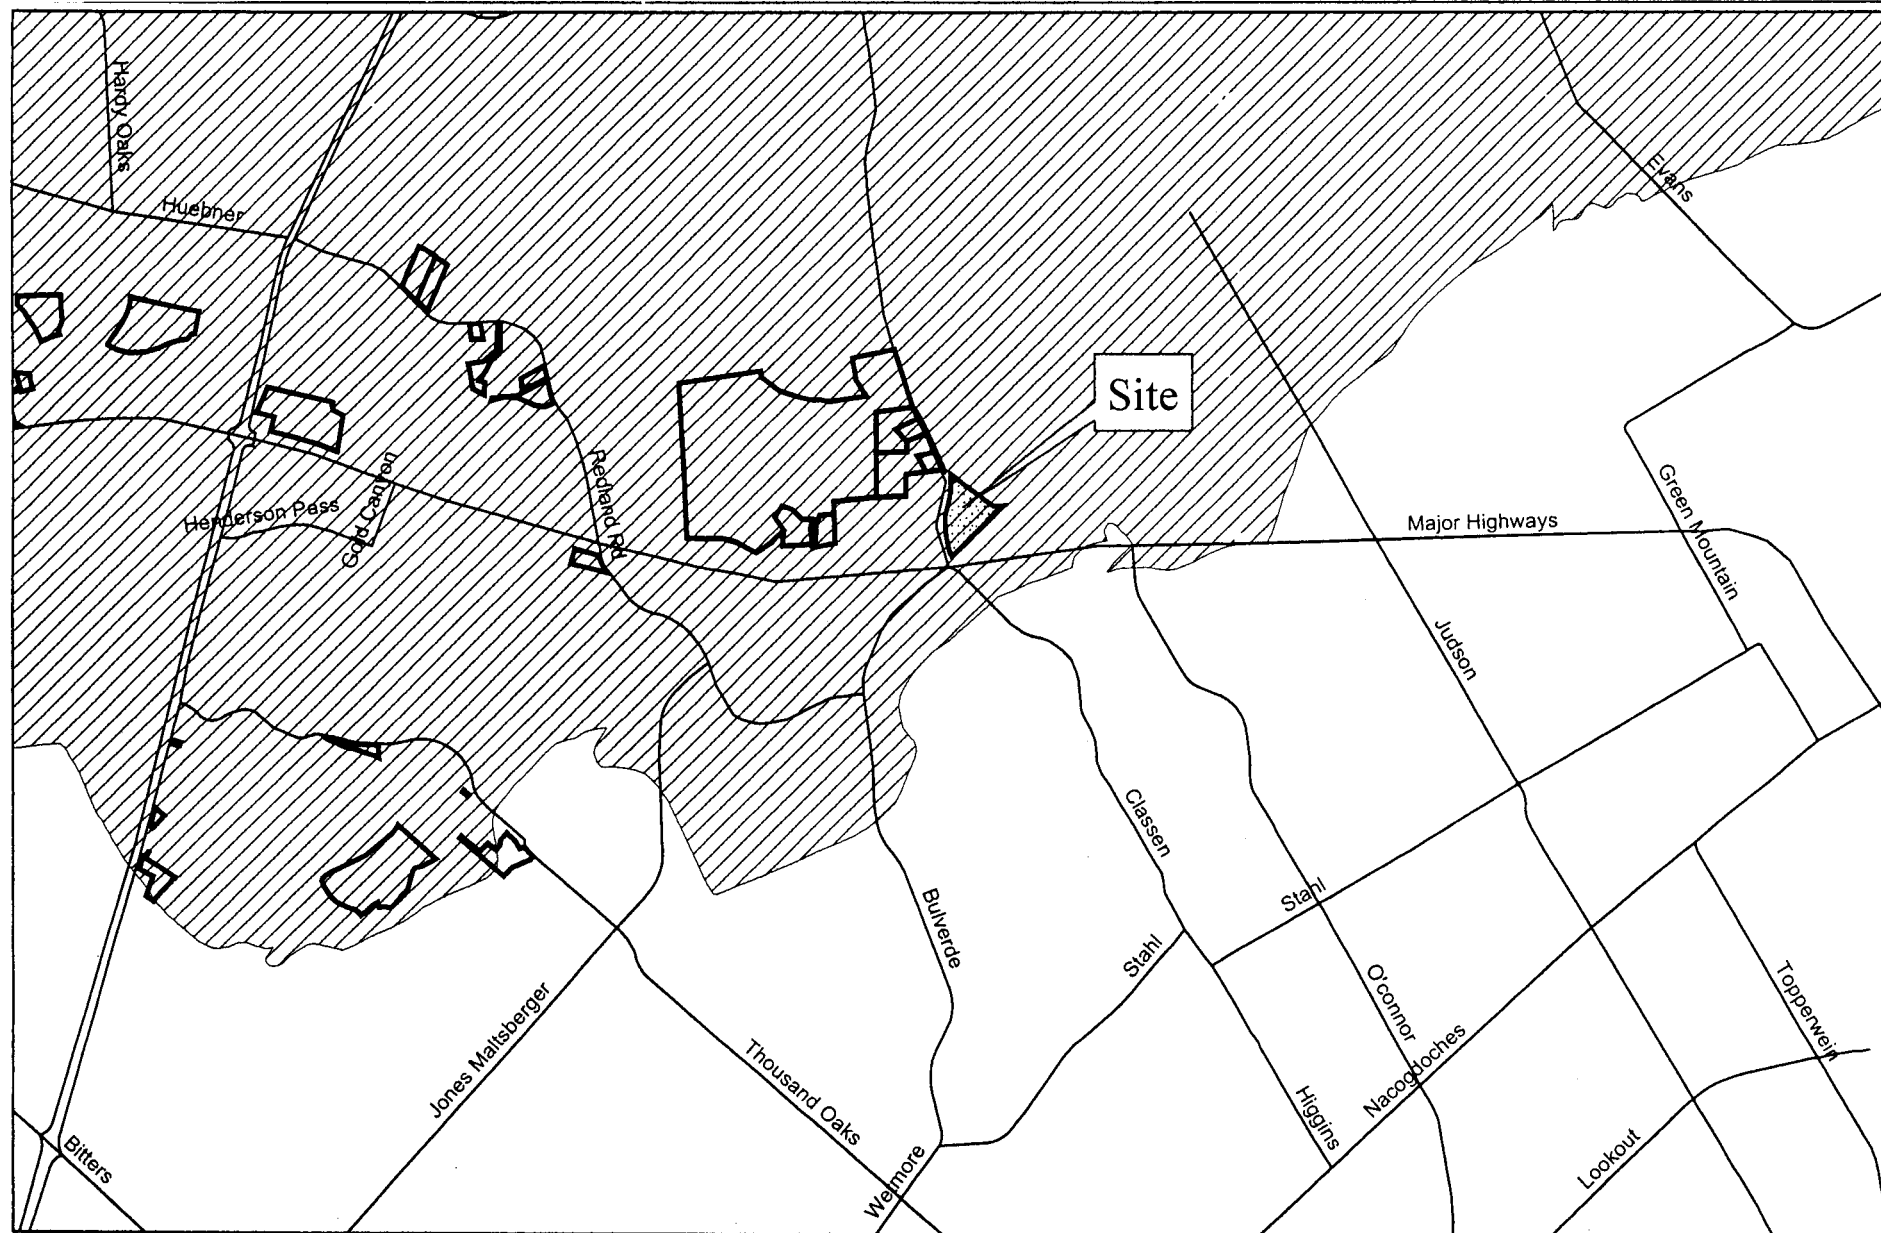 Hardy Oaks
Huebner
Evans
Site
Redland Rd
Gold Canyon
Henderson Pass
Green Mountain
Major Highways
Judson
Classen
Stahl
Bulverde
Stahl
O'connor
Topperwein
Jones Maltsberger
Thousand Oaks
Nacogdoches
Higgins
Lookout
Bitters
Wetmore